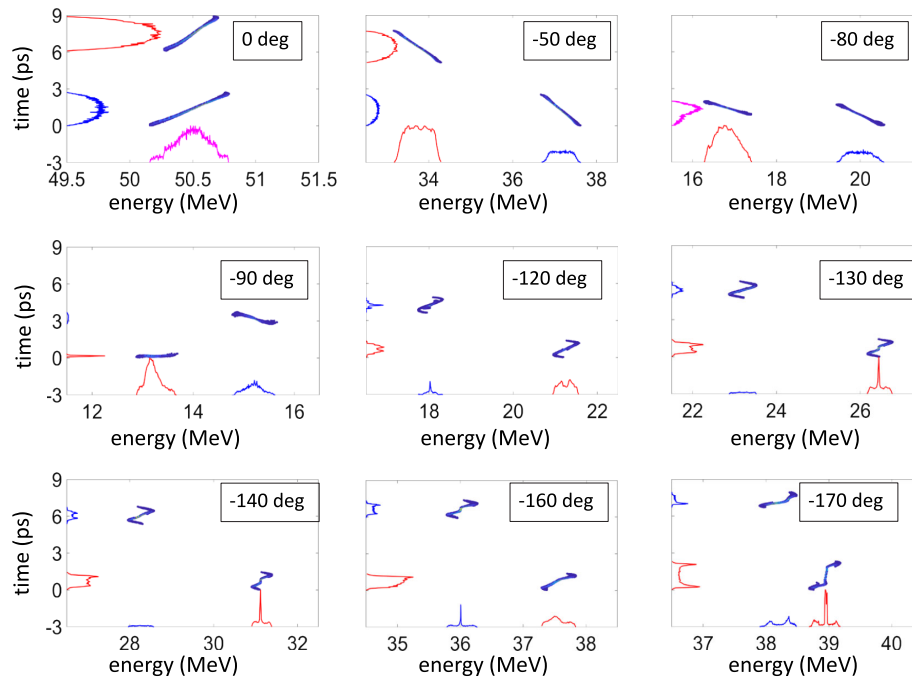 9
6
3
0
-3
time (ps)
0 deg
49.5 50 50.5 51 51.5
energy (MeV)
-50 deg
34 36 38
energy (MeV)
-80 deg
16 18 20
energy (MeV)
9
6
3
0
-3
time (ps)
-90 deg
12 14 16
energy (MeV)
-120 deg
18 20 22
energy (MeV)
-130 deg
22 24 26
energy (MeV)
9
6
3
0
-3
time (ps)
-140 deg
28 30 32
energy (MeV)
-160 deg
35 36 37 38
energy (MeV)
-170 deg
37 38 39 40
energy (MeV)